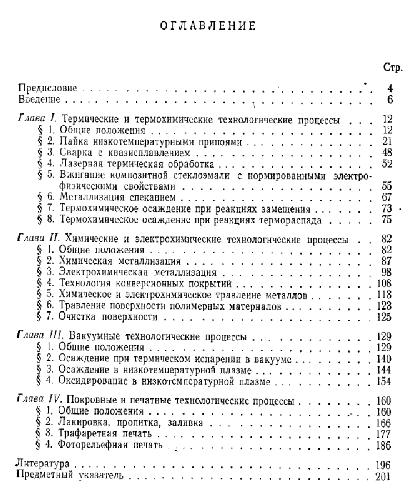 ОГЛАВЛЕНИЕ
Стр.
Предисловие 4
Введение 6
Глава I. Термические и термохимические технологические процессы 12
§ 1. Общие положения 12
§ 2. Пайка низкотемпературными припоями 21
§ 3. Сварка с квазисплавлением 48
§ 4. Лазерная термическая обработка 52
§ 5. Вжигание композитной стеклоэмали с нормированными электро-
физическими свойствами 55
§ 6. Металлизация спеканием 67
§ 7. Термохимическое осаждение при реакциях замещения 73
§ 8. Термохимическое осаждение при реакциях термораспада 75
Глава II. Химические и электрохимические технологические процессы 82
§ 1. Общие положения 82
§ 2. Химическая металлизация 87
§ 3. Электрохимическая металлизация 98
§ 4. Технология конверсионных покрытий 108
§ 5. Химическое и электрохимическое травление металлов 118
§ 6. Травление поверхности полимерных материалов 123
§ 7. Очистка поверхности 125
Глава III. Вакуумные технологические процессы 129
§ 1. Общие положения 129
§ 2. Осаждение при термическом испарении в вакууме 140
§ 3. Осаждение в низкотемпературной плазме 144
§ 4. Оксидирование в низкотемпературной плазме 154
Глава IV. Покровные и печатные технологические процессы 160
§ 1. Общие положения 160
§ 2. Лакировка, пропитка, заливка 166
§ 3. Трафаретная печать 177
§ 4. Фоторельефная печать 186
Литература 196
Предметный указатель 201